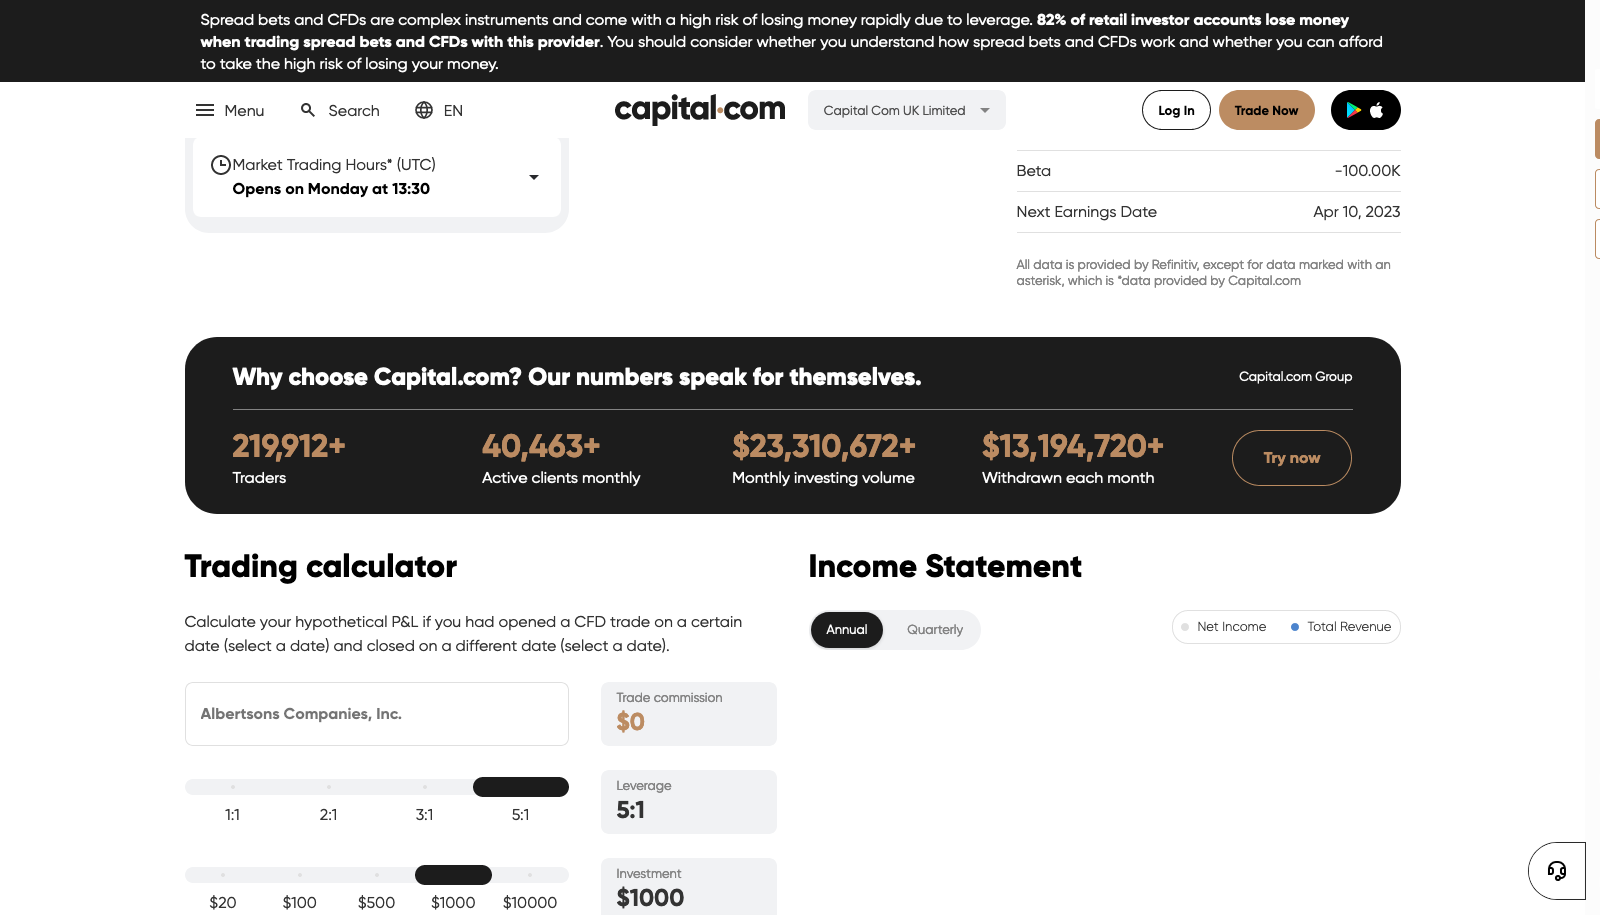 Spread bets and CFDs are complex instruments and come with a high risk of losing money rapidly due to leverage. 82% of retail investor accounts lose money
when trading spread bets and CFDs with this provider. You should consider whether you understand how spread bets and CFDs work and whether you can afford
to take the high risk of losing your money.
Menu
Search
EN
capital.com
Capital Com UK Limited
Log In
Trade Now
Market Trading Hours* (UTC)
Opens on Monday at 13:30
Beta -100.00K
Next Earnings Date Apr 10, 2023
All data is provided by Refinitiv, except for data marked with an
asterisk, which is *data provided by Capital.com
Why choose Capital.com? Our numbers speak for themselves.
Capital.com Group
219,912+
Traders
40,463+
Active clients monthly
$23,310,672+
Monthly investing volume
$13,194,720+
Withdrawn each month
Try now
Trading calculator
Calculate your hypothetical P&L if you had opened a CFD trade on a certain
date (select a date) and closed on a different date (select a date).
Albertsons Companies, Inc.
Trade commission
$0
1:1 2:1 3:1 5:1
Leverage
5:1
$20 $100 $500 $1000 $10000
Investment
$1000
Income Statement
Annual
Quarterly
Net Income
Total Revenue